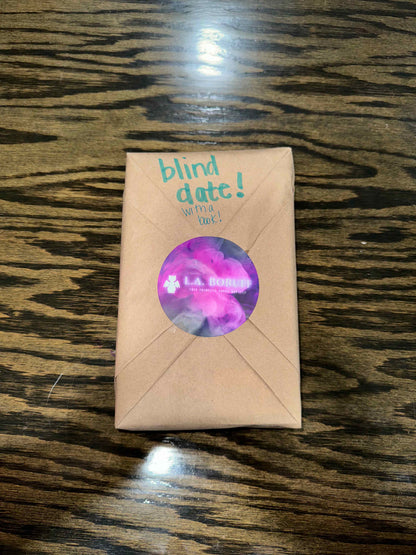 blind
date!
with a
book!
L.A. BORUFF